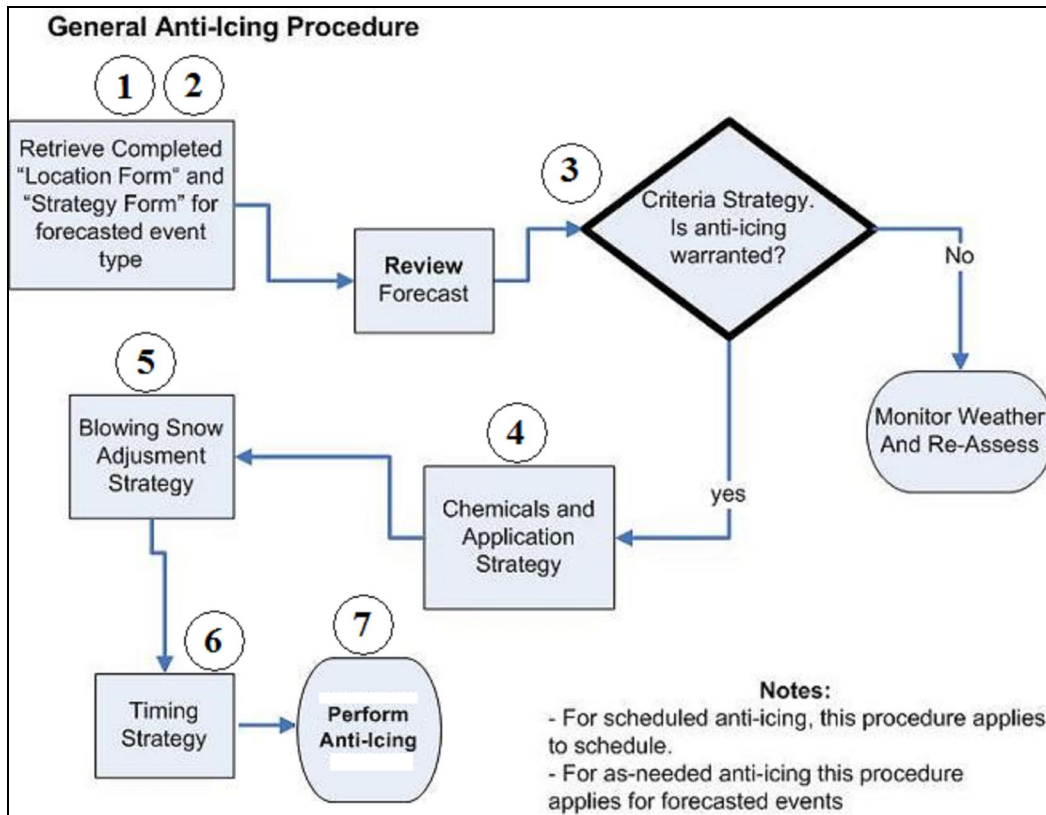 General Anti-Icing Procedure
1 2
Retrieve Completed
“Location Form“ and
“Strategy Form” for
forecasted event
type
Review
Forecast
3
Criteria Strategy.
Is anti-icing
warranted?
No
Monitor Weather
And Re-Assess
yes
4
Chemicals and
Application
Strategy
5
Blowing Snow
Adjusment
Strategy
6
Timing
Strategy
7
Perform
Anti-Icing
Notes:
- For scheduled anti-icing, this procedure applies
to schedule.
- For as-needed anti-icing this procedure
applies for forecasted events